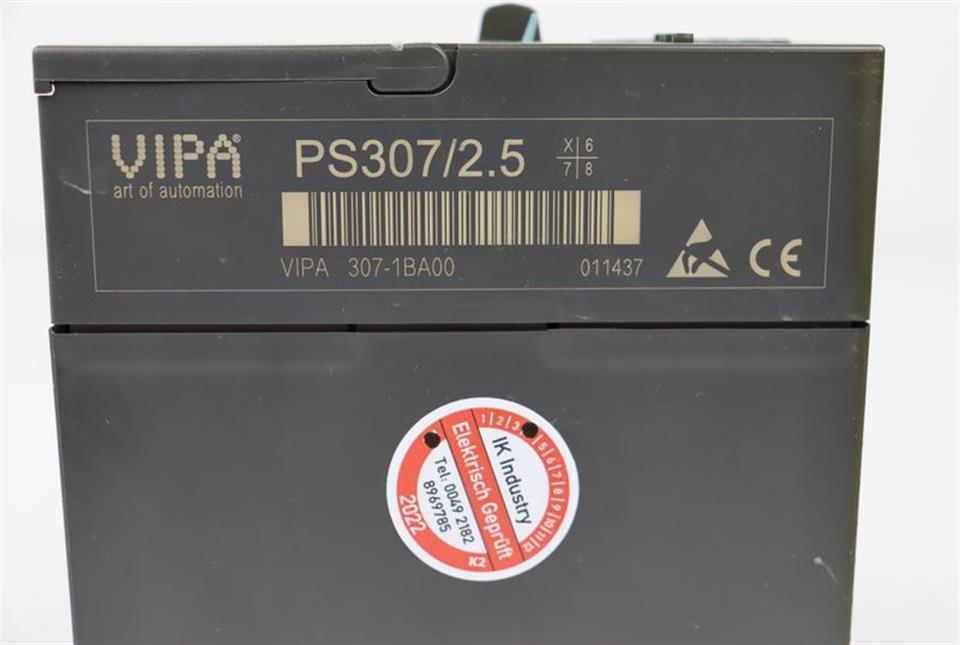 VIPA®
art of automation
PS307/2.5
X 6
7 8
VIPA 307-1BA00 011437
CE
1 2 3 5 6 7 8 9 10 11 12
IK Industry
Elektrisch Geprüft
Tel: 0049 2182
8969785
2022
K2